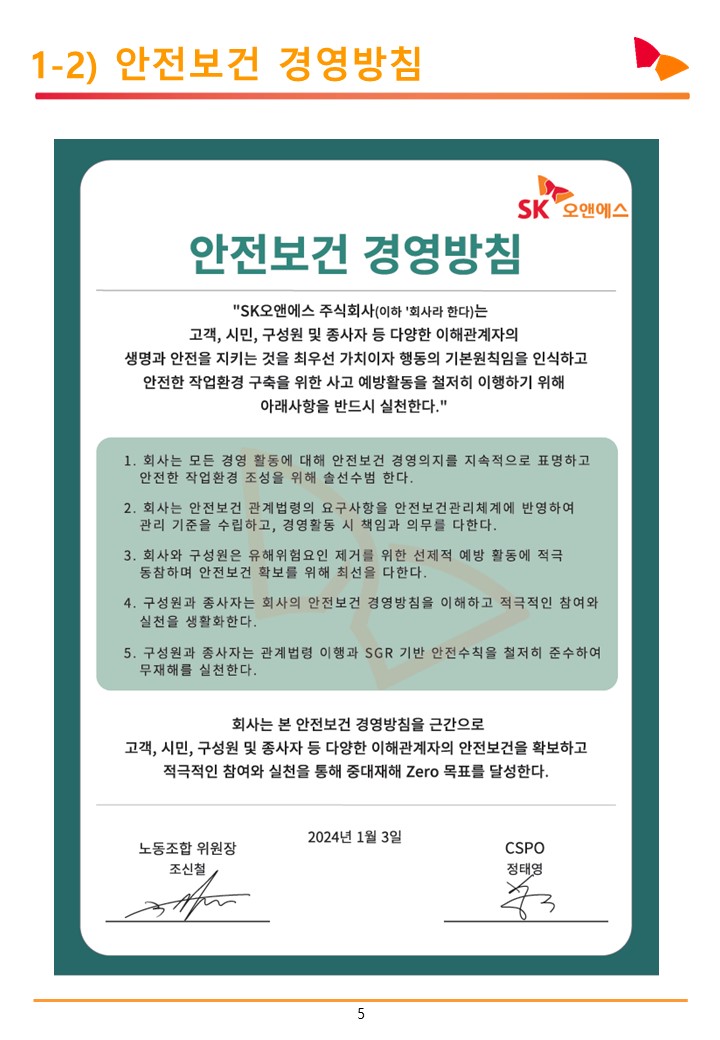 1-2) 안전보건 경영방침
SK 오앤에스
안전보건 경영방침
"SK오앤에스 주식회사(이하 '회사라 한다)는
고객, 시민, 구성원 및 종사자 등 다양한 이해관계자의
생명과 안전을 지키는 것을 최우선 가치이자 행동의 기본원칙임을 인식하고
안전한 작업환경 구축을 위한 사고 예방활동을 철저히 이행하기 위해
아래사항을 반드시 실천한다."
1. 회사는 모든 경영 활동에 대해 안전보건 경영의지를 지속적으로 표명하고
안전한 작업환경 조성을 위해 솔선수범 한다.
2. 회사는 안전보건 관계법령의 요구사항을 안전보건관리체계에 반영하여
관리 기준을 수립하고, 경영활동 시 책임과 의무를 다한다.
3. 회사와 구성원은 유해위험요인 제거를 위한 선제적 예방 활동에 적극
동참하며 안전보건 확보를 위해 최선을 다한다.
4. 구성원과 종사자는 회사의 안전보건 경영방침을 이해하고 적극적인 참여와
실천을 생활화한다.
5. 구성원과 종사자는 관계법령 이행과 SGR 기반 안전수칙을 철저히 준수하여
무재해를 실천한다.
회사는 본 안전보건 경영방침을 근간으로
고객, 시민, 구성원 및 종사자 등 다양한 이해관계자의 안전보건을 확보하고
적극적인 참여와 실천을 통해 중대재해 Zero 목표를 달성한다.
2024년 1월 3일
노동조합 위원장
조신철
CSPO
정태영
5